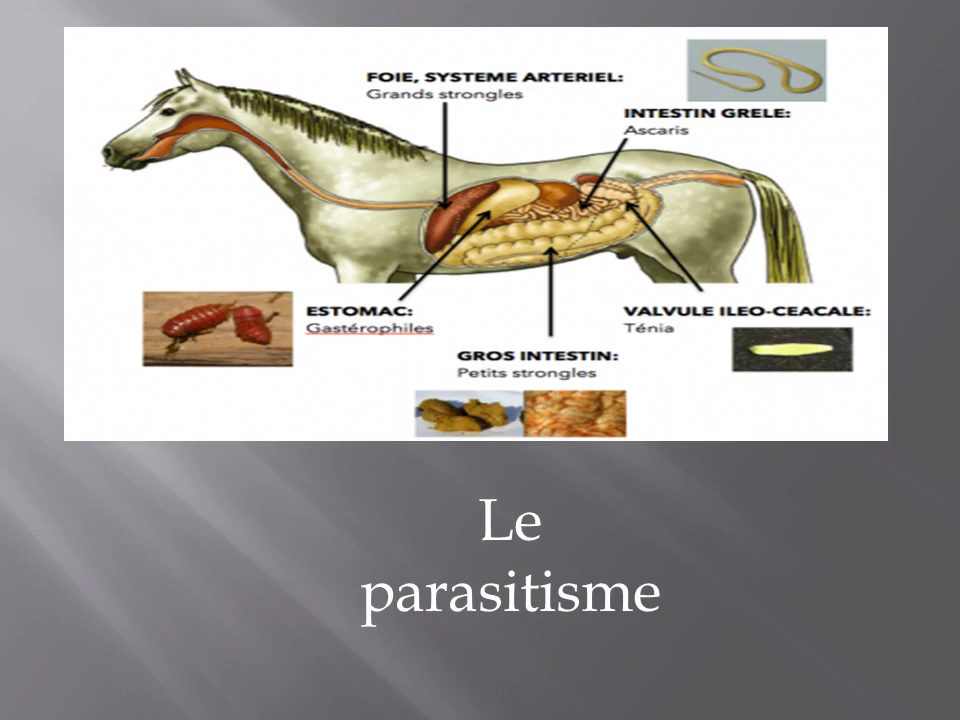 FOIE, SYSTEME ARTERIEL:
Grands strongles
INTESTIN GRELE:
Ascaris
ESTOMAC:
Gastérophiles
VALVULE ILEO-CEACALE:
Ténia
GROS INTESTIN:
Petits strongles
Le
parasitisme